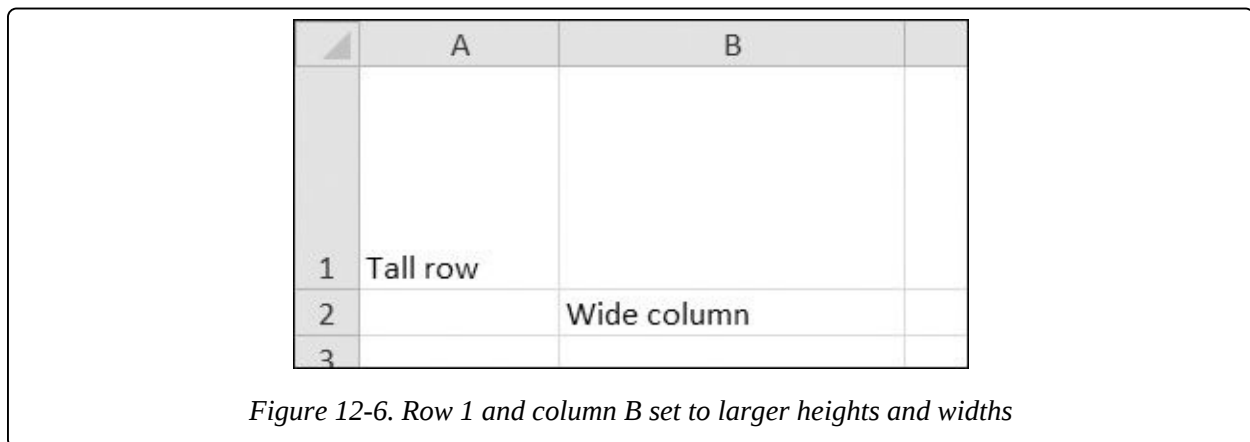 A B
1 Tall row
2 Wide column
3
Figure 12-6. Row 1 and column B set to larger heights and widths